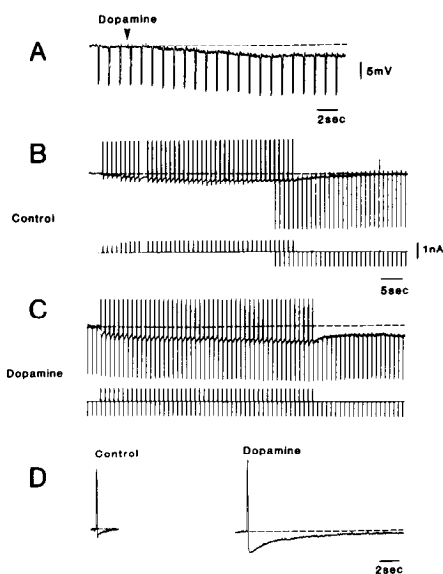 Dopamine
A
5mV
2sec
B
Control
1nA
5sec
C
Dopamine
Control
Dopamine
D
2sec